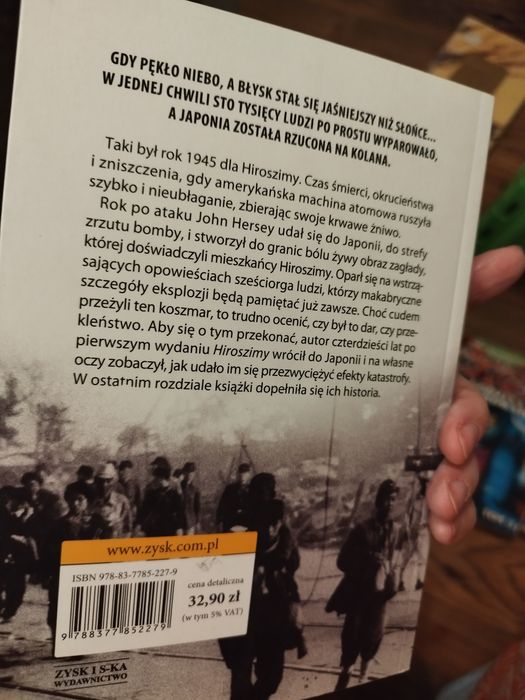 GDY PĘKŁO NIEBO, A BŁYSK STAŁ SIĘ JAŚNIEJSZY NIŻ SŁOŃCE...
W JEDNEJ CHWILI STO TYSIĘCY LUDZI PO PROSTU WYPAROWAŁO,
A JAPONIA ZOSTAŁA RZUCONA NA KOLANA.
Taki był rok 1945 dla Hiroszimy. Czas śmierci, okrucieństwa
i zniszczenia, gdy amerykańska machina atomowa ruszyła
szybko i nieubłaganie, zbierając swoje krwawe żniwo.
Rok po ataku John Hersey udał się do Japonii, do strefy
zrzutu bomby, i stworzył do granic bólu żywy obraz zagłady,
której doświadczyli mieszkańcy Hiroszimy. Oparł się na wstrzą-
sających opowieściach sześciorga ludzi, którzy makabryczne
szczegóły eksplozji będą pamiętać już zawsze. Choć cudem
przeżyli ten koszmar, to trudno ocenić, czy był to dar, czy prze-
kleństwo. Aby się o tym przekonać, autor czterdzieści lat po
pierwszym wydaniu Hiroszimy wrócił do Japonii i na własne
oczy zobaczył, jak udało im się przezwyciężyć efekty katastrofy.
W ostatnim rozdziale książki dopełniła się ich historia.
www.zysk.com.pl
ISBN 978-83-7785-227-9
cena detaliczna
32,90 zł
(w tym 5% VAT)
9 788377 852279
ZYSK I S-KA
WYDAWNICTWO